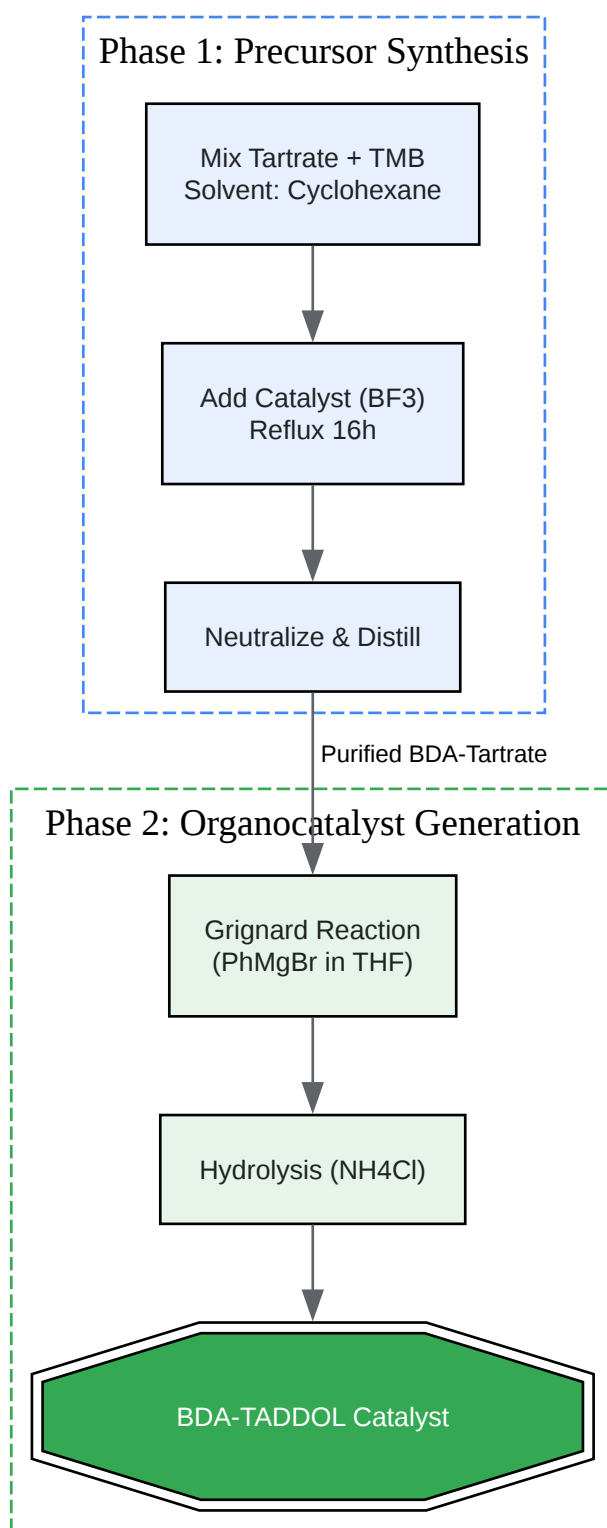 Phase 1: Precursor Synthesis
Mix Tartrate + TMB
Solvent: Cyclohexane
Add Catalyst (BF3)
Reflux 16h
Neutralize & Distill
Purified BDA-Tartrate
Phase 2: Organocatalyst Generation
Grignard Reaction
(PhMgBr in THF)
Hydrolysis (NH4Cl)
BDA-TADDOL Catalyst